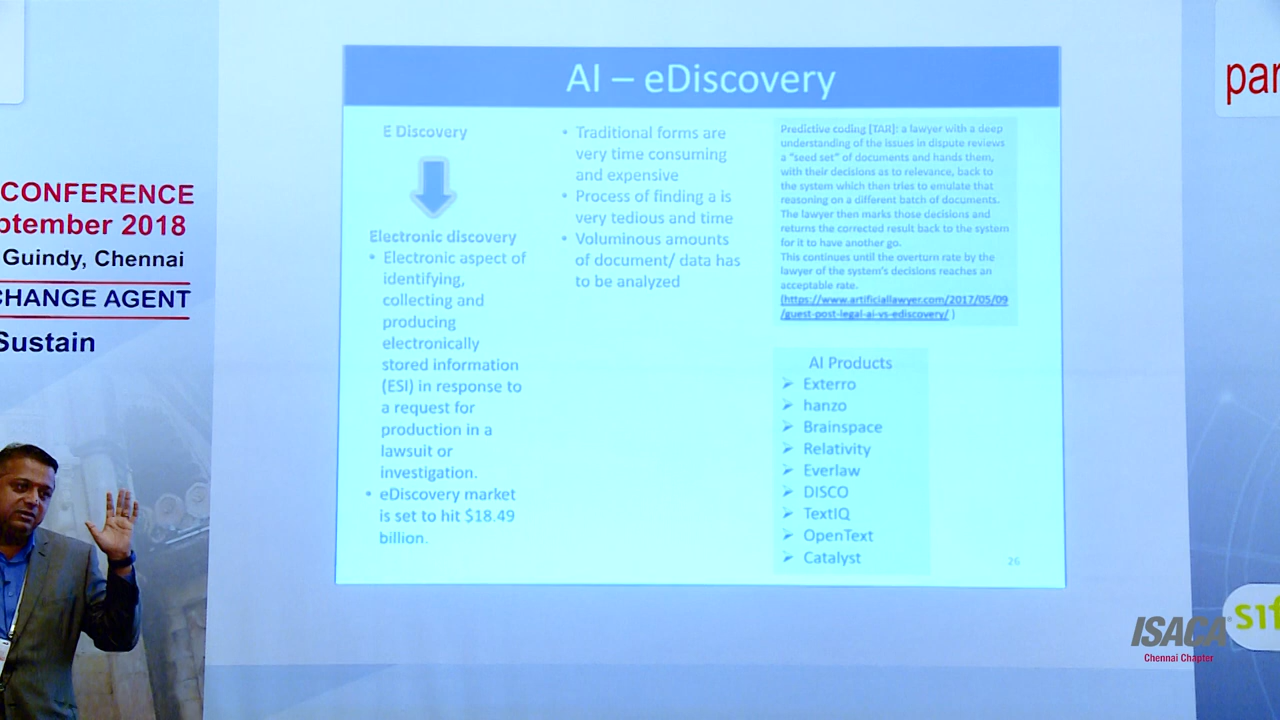 CONFERENCE
ptember 2018
Guindy, Chennai
CHANGE AGENT
Sustain
AI – eDiscovery
E Discovery
Electronic discovery
• Electronic aspect of
identifying,
collecting and
producing
electronically
stored information
(ESI) in response to
a request for
production in a
lawsuit or
investigation.
• eDiscovery market
is set to hit $18.49
billion.
• Traditional forms are
very time consuming
and expensive
• Process of finding a is
very tedious and time
• Voluminous amounts
of document/ data has
to be analyzed
Predictive coding [TAR]: a lawyer with a deep
understanding of the issues in dispute reviews
a "seed set" of documents and hands them,
with their decisions as to relevance, back to
the system which then tries to emulate that
reasoning on a different batch of documents.
The lawyer then marks those decisions and
returns the corrected result back to the system
for it to have another go.
This continues until the overturn rate by the
lawyer of the system's decisions reaches an
acceptable rate.
(https://www.artificiallawyer.com/2017/05/09
/guest-post-legal-ai-vs-ediscovery/ )
AI Products
➢ Exterro
➢ hanzo
➢ Brainspace
➢ Relativity
➢ Everlaw
➢ DISCO
➢ TextIQ
➢ OpenText
➢ Catalyst
26
par
sif
ISACA®
Chennai Chapter